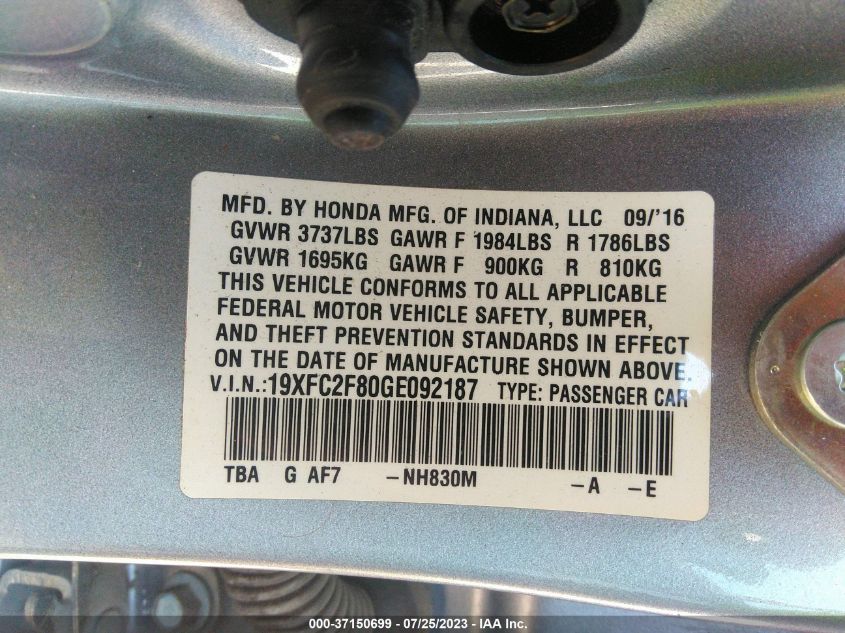 MFD. BY HONDA MFG. OF INDIANA, LLC 09/'16
GVWR 3737LBS GAWR F 1984LBS R 1786LBS
GVWR 1695KG GAWR F 900KG R 810KG
THIS VEHICLE CONFORMS TO ALL APPLICABLE
FEDERAL MOTOR VEHICLE SAFETY, BUMPER,
AND THEFT PREVENTION STANDARDS IN EFFECT
ON THE DATE OF MANUFACTURE SHOWN ABOVE.
V.I.N.:19XFC2F80GE092187 TYPE: PASSENGER CAR
TBA G AF7 -NH830M -A -E
000-37150699 - 07/25/2023 - IAA Inc.